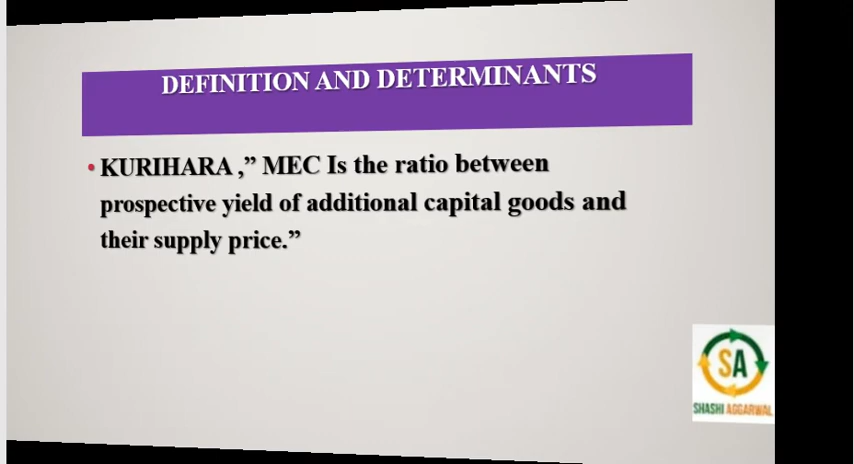 DEFINITION AND DETERMINANTS
• KURIHARA ,” MEC Is the ratio between
prospective yield of additional capital goods and
their supply price.”
SA
SHASHI AGGARWAL